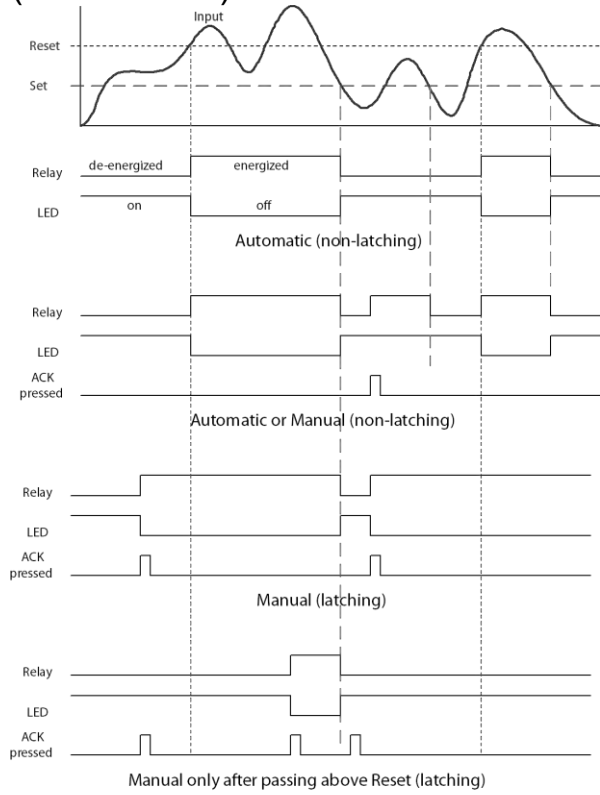 Input
Reset
Set
Relay
de-energized energized
LED
on off
Automatic (non-latching)
Relay
LED
ACK
pressed
Automatic or Manual (non-latching)
Relay
LED
ACK
pressed
Manual (latching)
Relay
LED
ACK
pressed
Manual only after passing above Reset (latching)